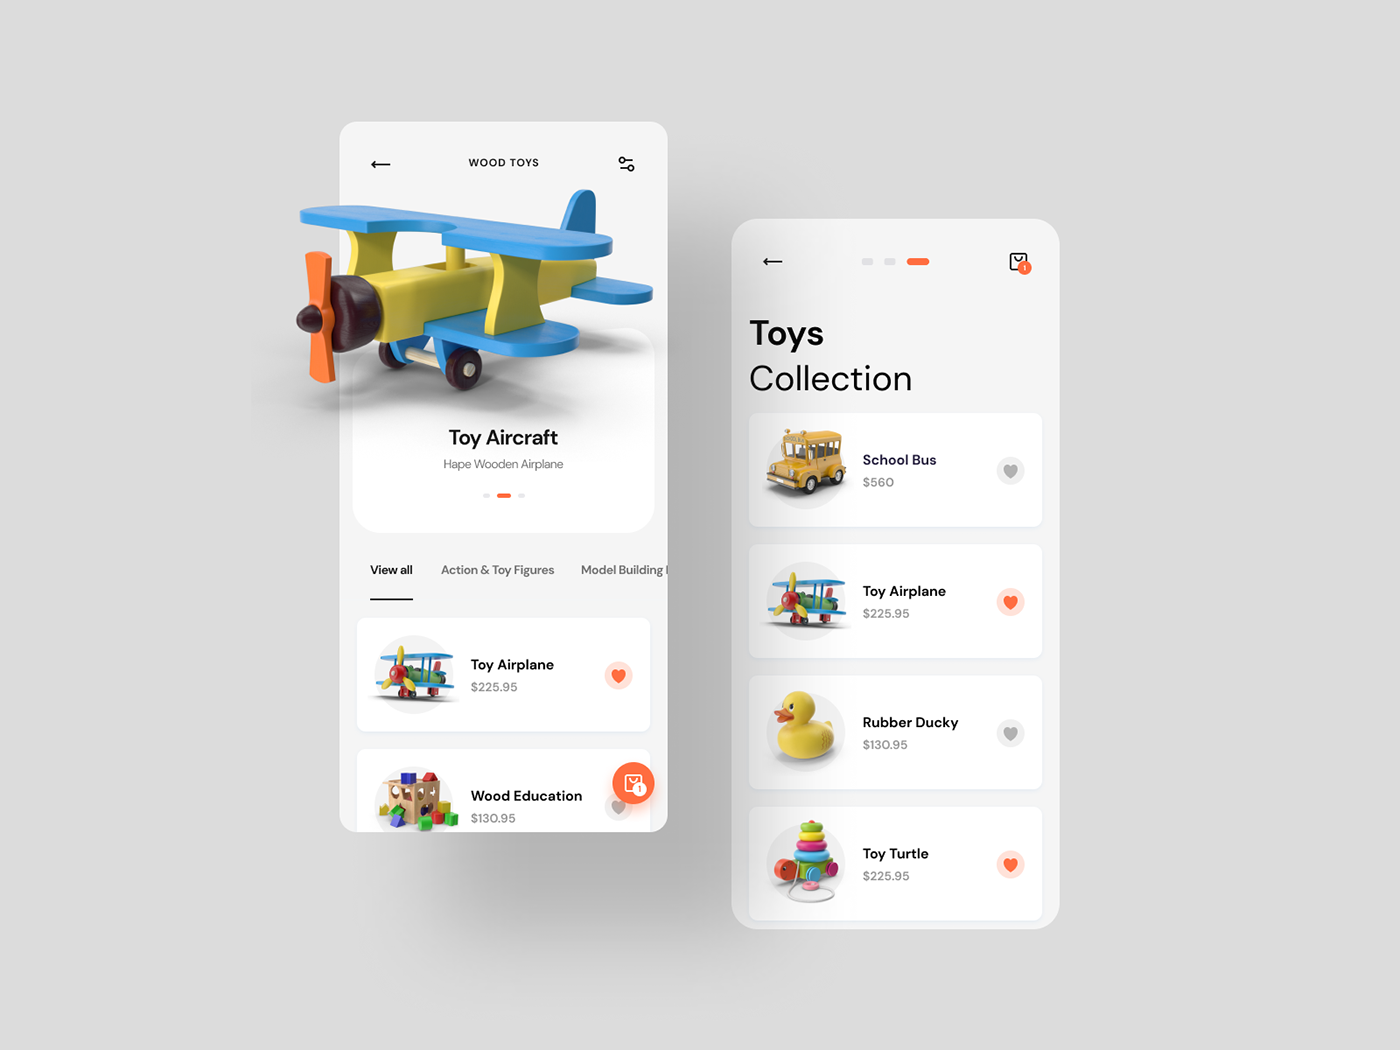 WOOD TOYS
Toy Aircraft
Hape Wooden Airplane
View all
Action & Toy Figures
Model Building
Toy Airplane
$225.95
Wood Education
$130.95
1
1
Toys
Collection
School Bus
$560
Toy Airplane
$225.95
Rubber Ducky
$130.95
Toy Turtle
$225.95